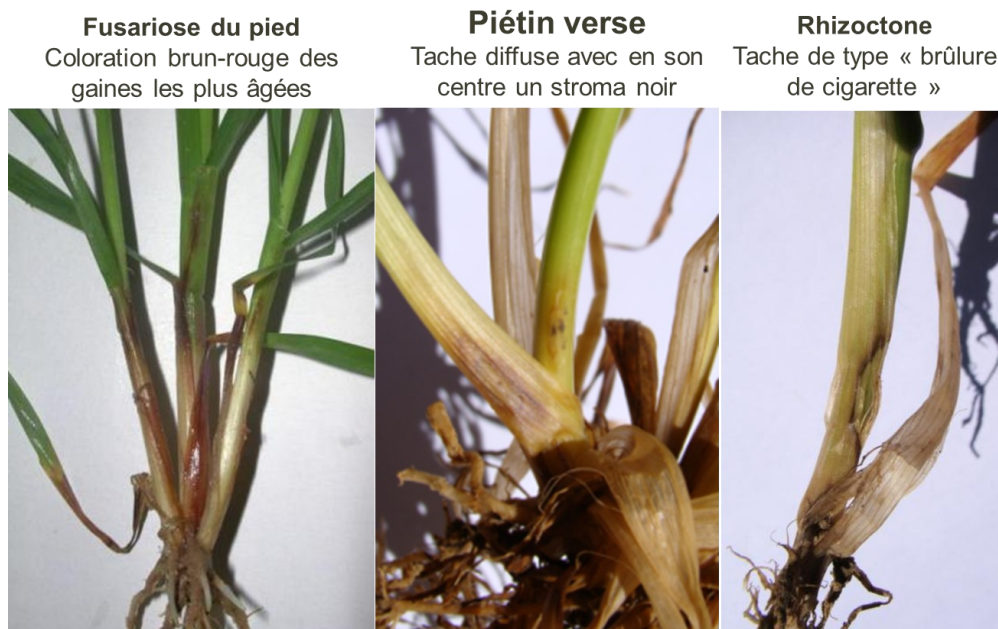 Fusariose du pied
Coloration brun-rouge des
gaines les plus âgées
Piétin verse
Tache diffuse avec en son
centre un stroma noir
Rhizoctone
Tache de type « brûlure
de cigarette »